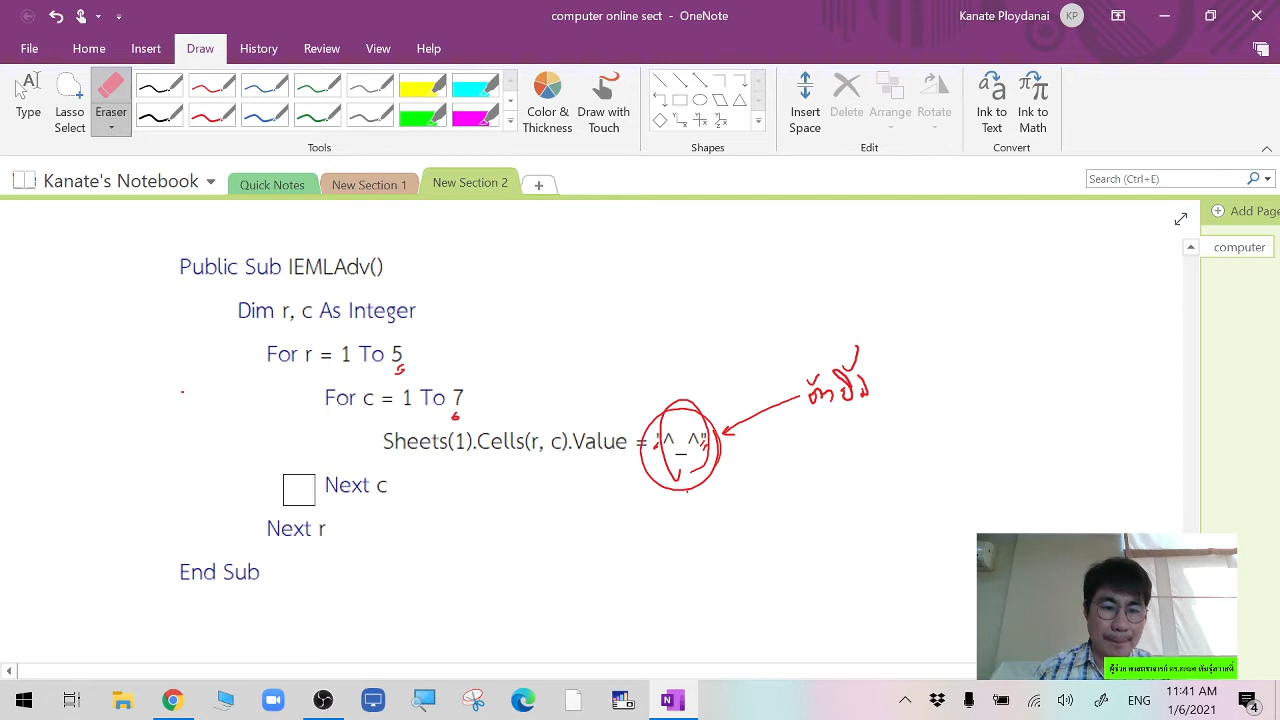 computer online sect - OneNote
Kanate Ploydanai
KP
File
Home
Insert
Draw
History
Review
View
Help
Type
Lasso Select
Eraser
Color & Thickness
Draw with Touch
Insert Space
Delete
Arrange
Rotate
Ink to Text
Ink to Math
Tools
Shapes
Edit
Convert
Kanate's Notebook
Quick Notes
New Section 1
New Section 2
Search (Ctrl+E)
Add Page
computer
Public Sub IEMLAdv()
Dim r, c As Integer
For r = 1 To 5
5
For c = 1 To 7
6
Sheets(1).Cells(r, c).Value = "^_^"
Next c
Next r
End Sub
ENG
11:41 AM
1/6/2021
4